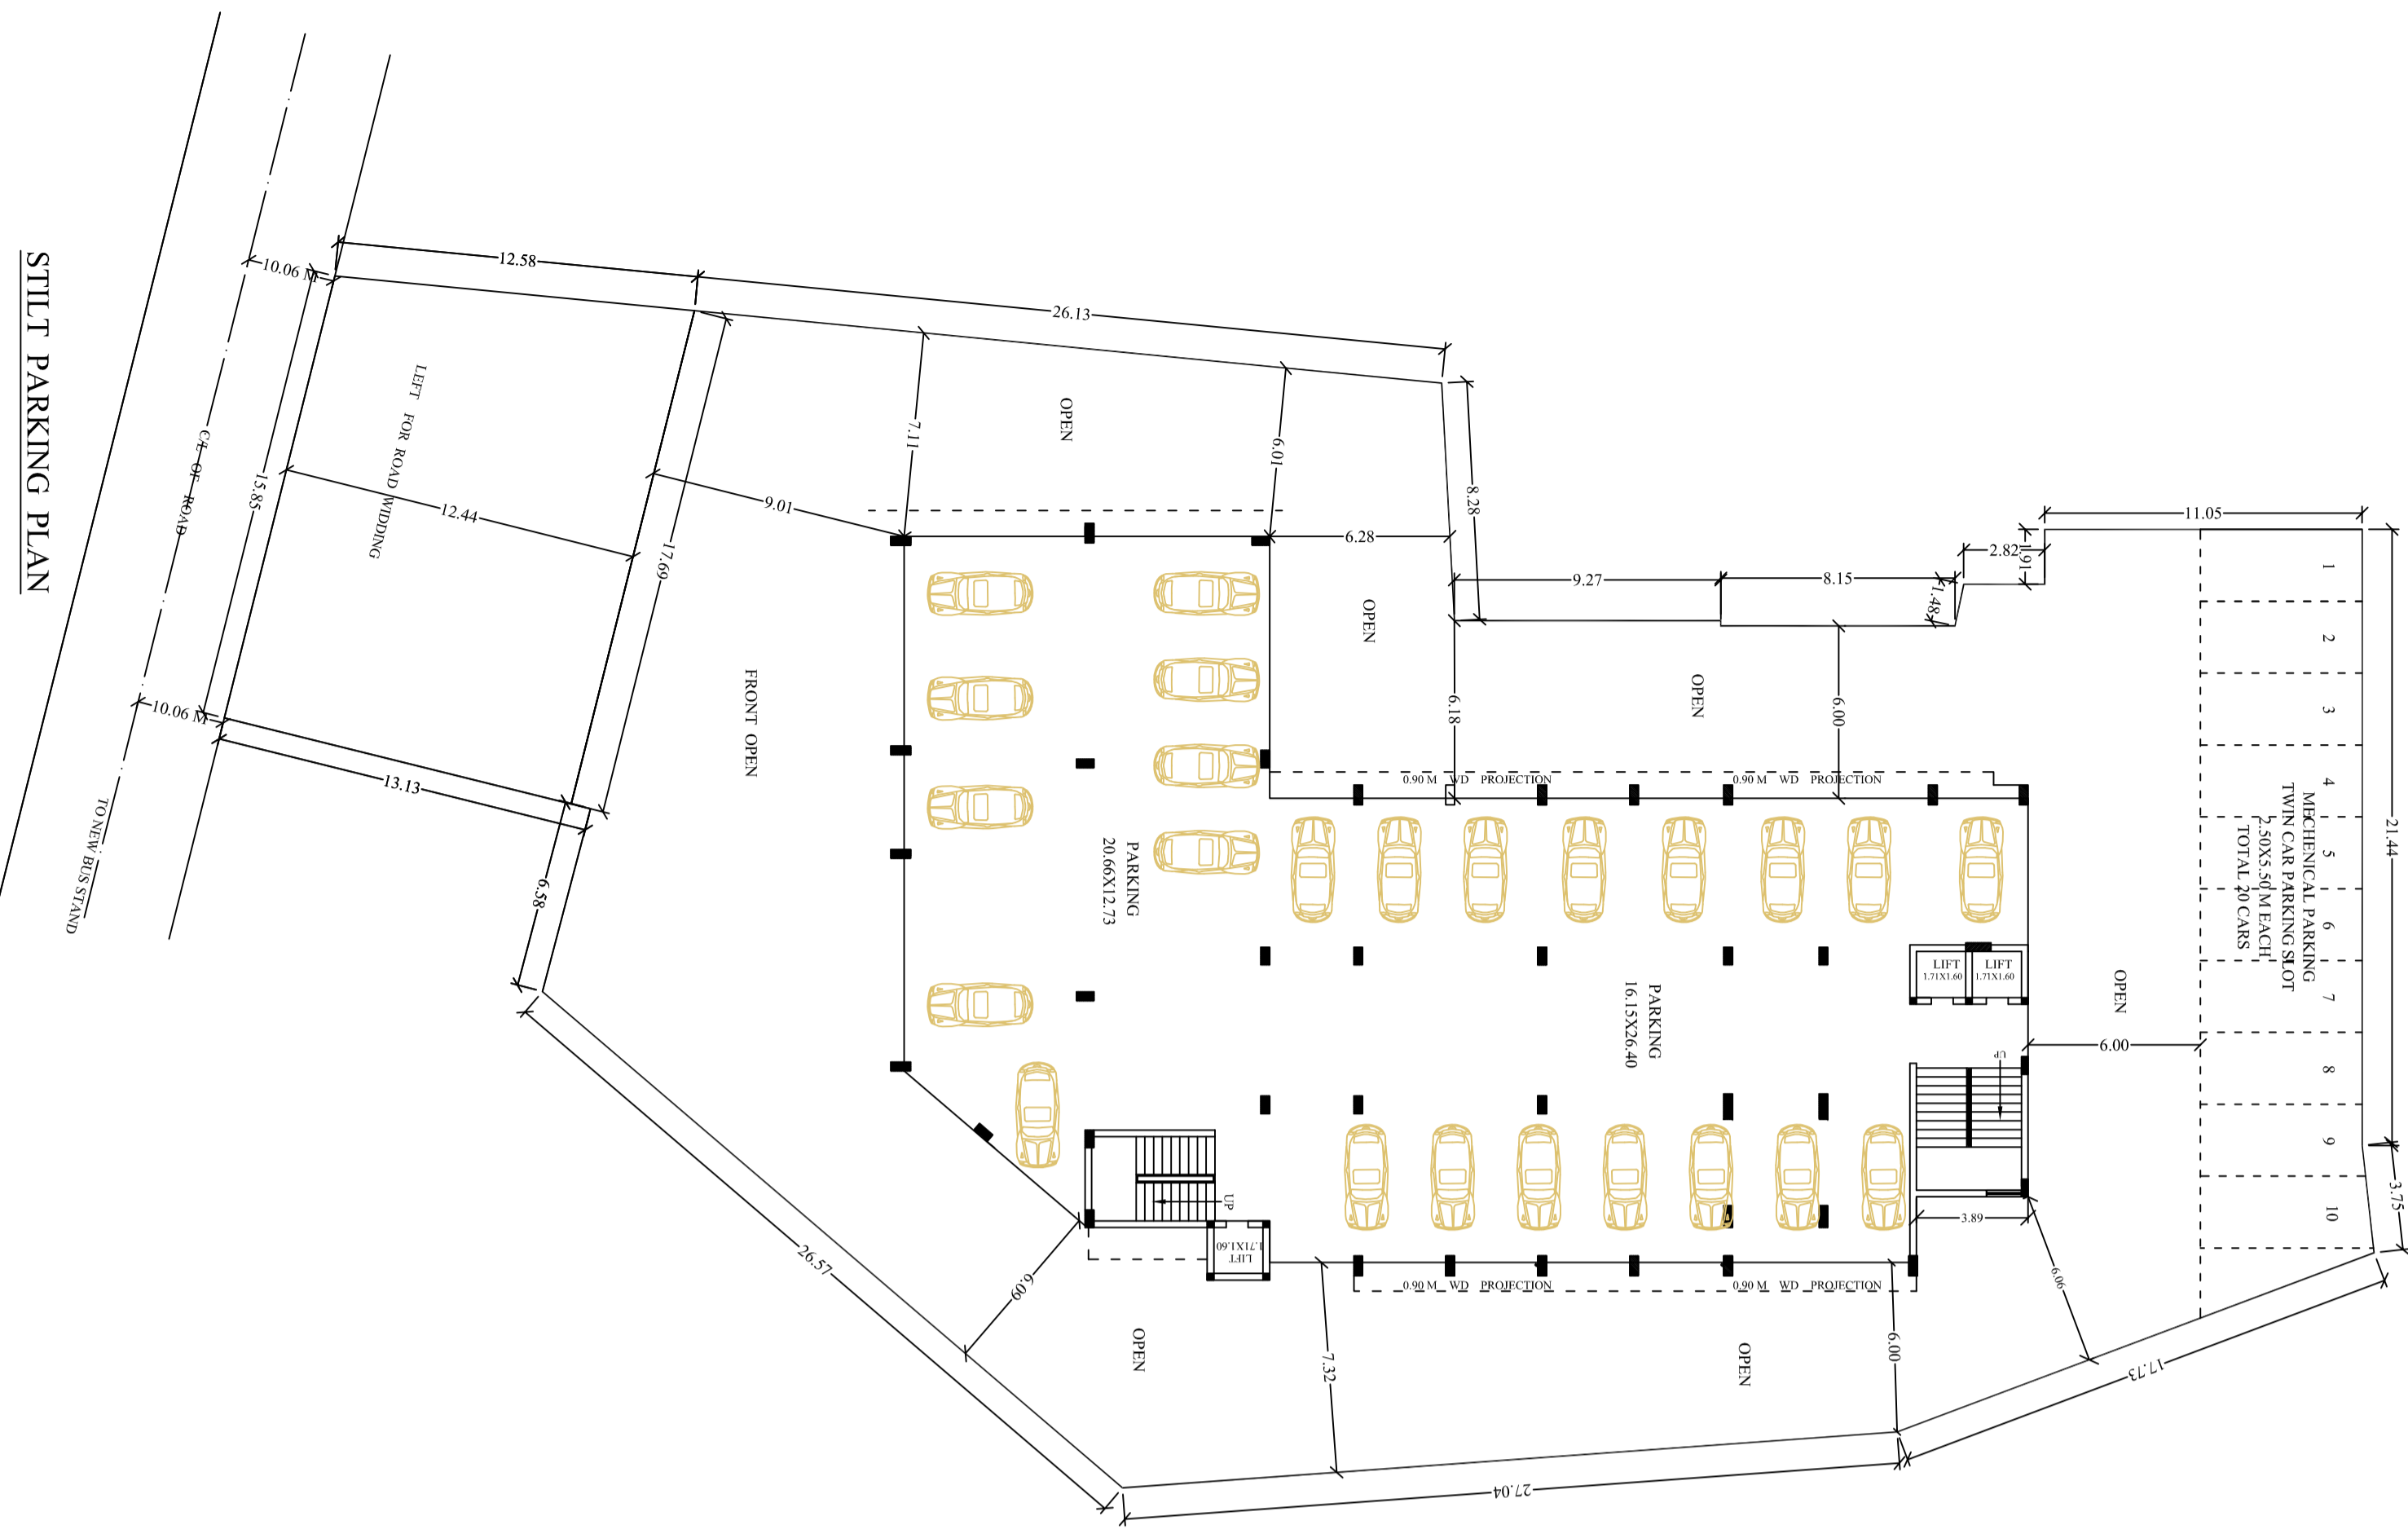 STILT PARKING PLAN
12.58
26.13
10.06 M
LEFT FOR ROAD WIDING
C/L OF ROAD
15.85
12.44
17.69
9.01
7.11
OPEN
6.01
8.28
6.28
OPEN
9.27
8.15
1.48
2.82
1.91
11.05
21.44
3.75
OPEN
6.18
6.00
10.06 M
13.13
6.58
TO NEW BUS STAND
FRONT OPEN
0.90 M WD PROJECTION
0.90 M WD PROJECTION
PARKING
20.66X12.73
PARKING
16.15X26.40
LIFT
1.71X1.60
LIFT
1.71X1.60
UP
OPEN
6.00
MECHENICAL PARKING
TWIN CAR PARKING SLOT
2.50X5.50 M EACH
TOTAL 20 CARS
1
2
3
4
5
6
7
8
9
10
3.89
UP
LIFT
1.71X1.60
0.90 M WD PROJECTION
0.90 M WD PROJECTION
26.57
6.09
OPEN
7.32
OPEN
6.00
6.06
17.73
27.04